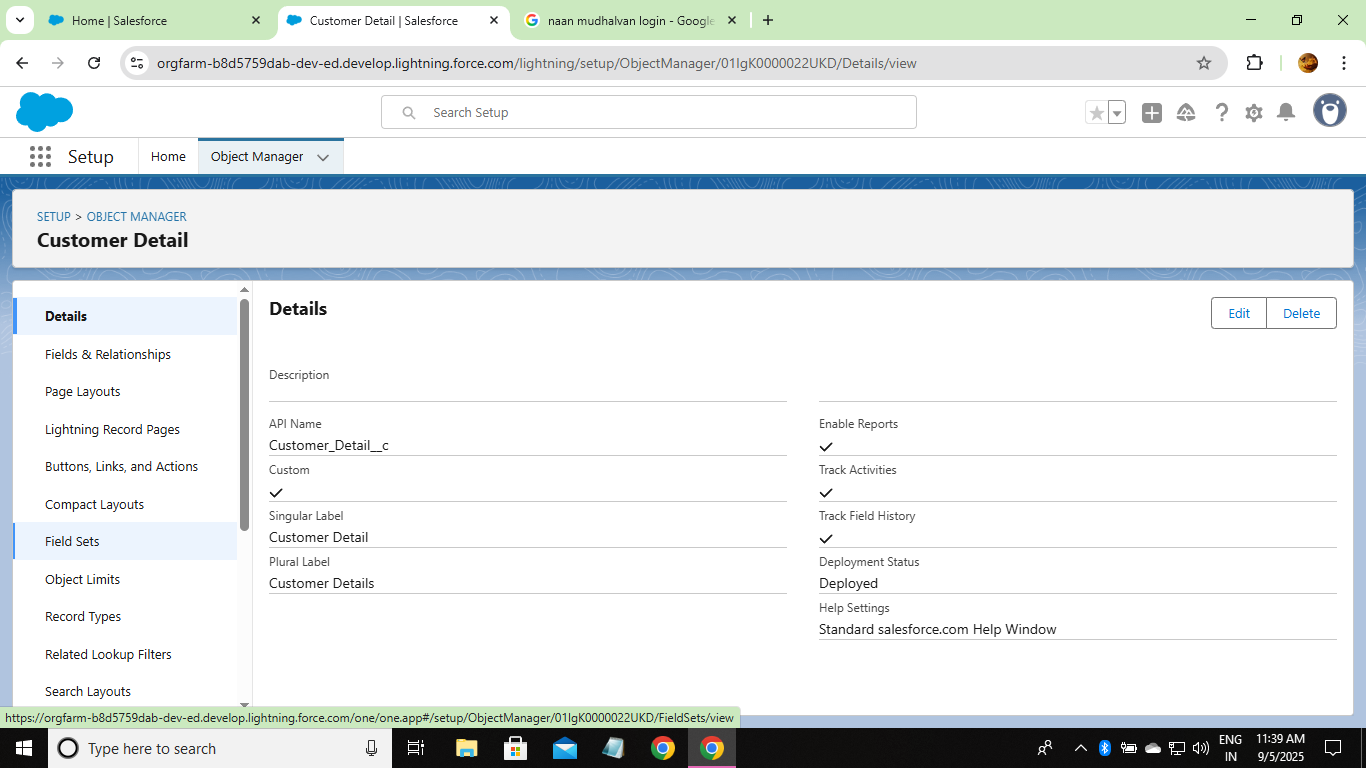 Home | Salesforce
Customer Detail | Salesforce
naan mudhalvan login - Google
orgfarm-b8d5759dab-dev-ed.develop.lightning.force.com/lightning/setup/ObjectManager/01IgK0000022UKD/Details/view
Search Setup
Setup
Home
Object Manager
SETUP > OBJECT MANAGER
Customer Detail
Details
Fields & Relationships
Page Layouts
Lightning Record Pages
Buttons, Links, and Actions
Compact Layouts
Field Sets
Object Limits
Record Types
Related Lookup Filters
Search Layouts
Details
Edit
Delete
Description
API Name
Customer_Detail__c
Custom
Singular Label
Customer Detail
Plural Label
Customer Details
Enable Reports
Track Activities
Track Field History
Deployment Status
Deployed
Help Settings
Standard salesforce.com Help Window
https://orgfarm-b8d5759dab-dev-ed.develop.lightning.force.com/one/one.app#/setup/ObjectManager/01IgK0000022UKD/FieldSets/view
Type here to search
ENG
IN
11:39 AM
9/5/2025